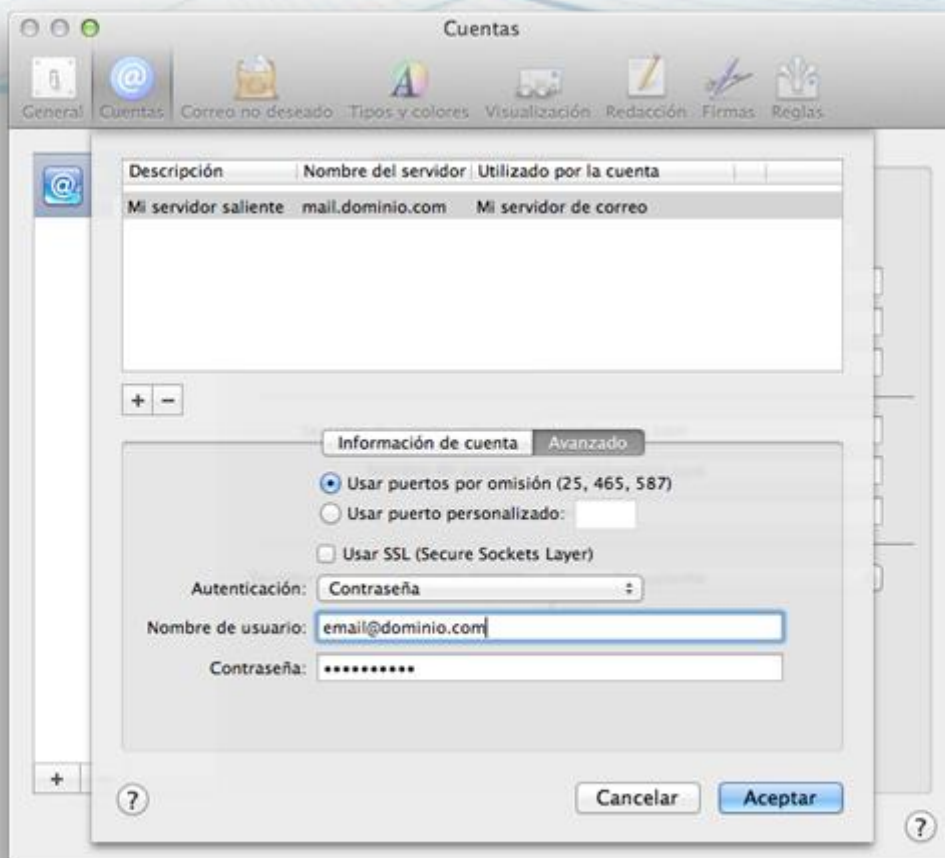 Cuentas
General Cuentas Correo no deseado Tipos y colores Visualización Redacción Firmas Reglas
Descripción Nombre del servidor Utilizado por la cuenta
Mi servidor saliente mail.dominio.com Mi servidor de correo
+ −
Información de cuenta Avanzado
Usar puertos por omisión (25, 465, 587)
Usar puerto personalizado:
Usar SSL (Secure Sockets Layer)
Autenticación: Contraseña
Nombre de usuario: email@dominio.com
Contraseña: ••••••••••
+
? Cancelar Aceptar
?